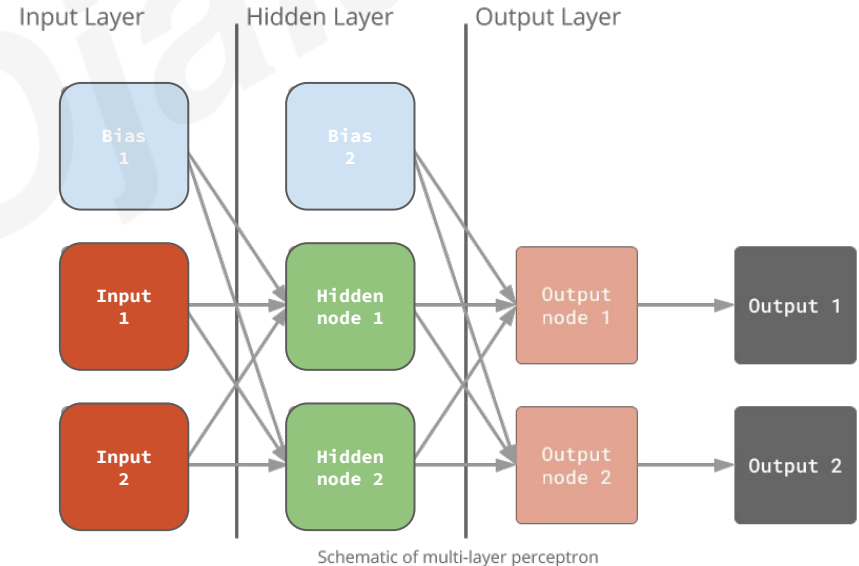 Input Layer
Hidden Layer
Output Layer
Bias
1
Bias
2
Input
1
Hidden
node 1
Output
node 1
Output 1
Input
2
Hidden
node 2
Output
node 2
Output 2
Schematic of multi-layer perceptron